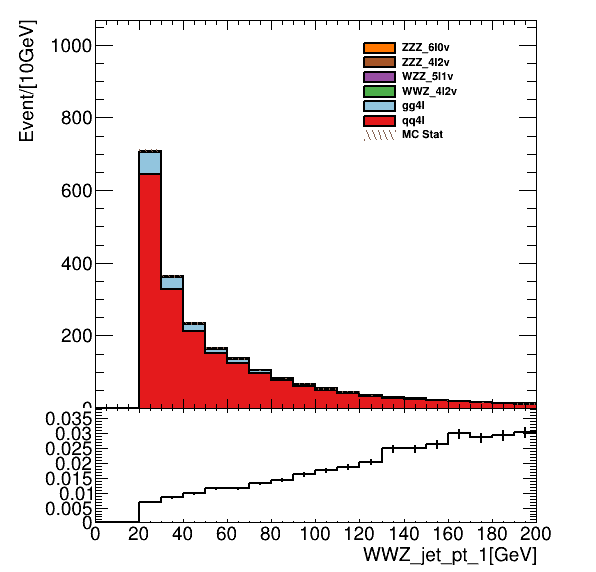 Event/[10GeV]
1000
800
600
400
200
0
ZZZ_6l0v
ZZZ_4l2v
WZZ_5l1v
WWZ_4l2v
gg4l
qq4l
MC Stat
0.035
0.03
0.025
0.02
0.015
0.01
0.005
0
0 20 40 60 80 100 120 140 160 180 200
WWZ_jet_pt_1[GeV]